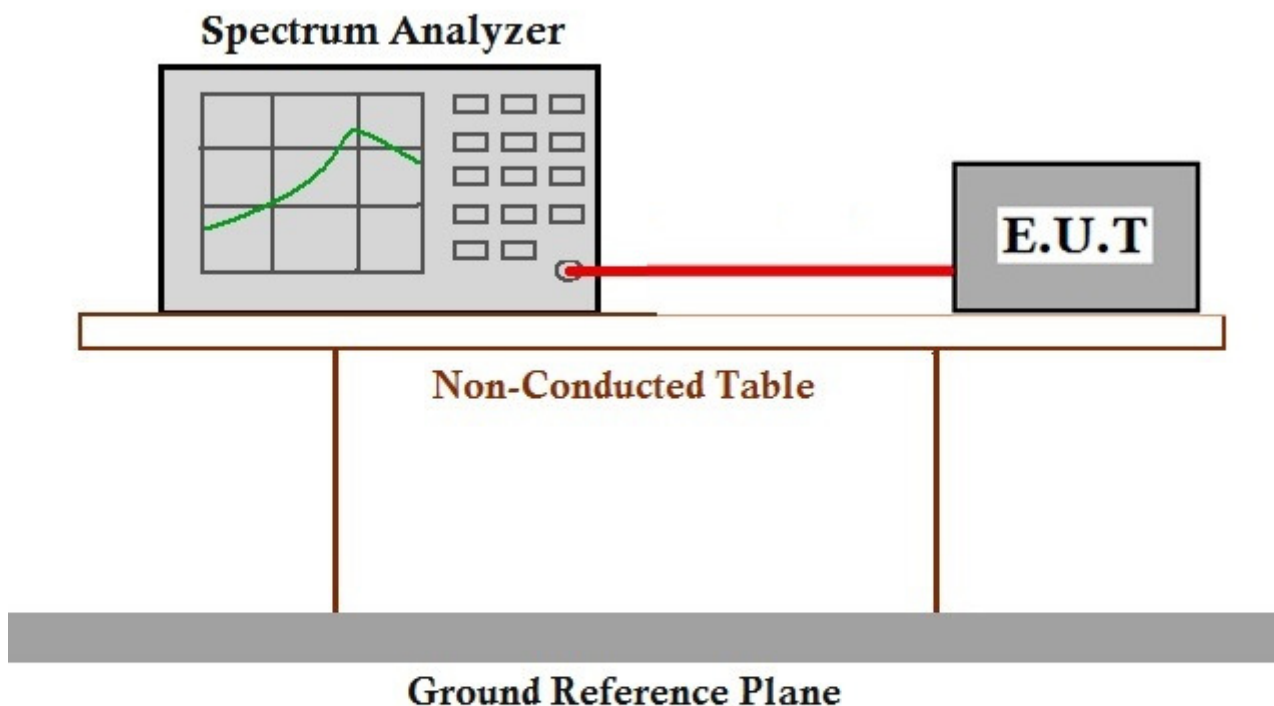 Spectrum Analyzer
E.U.T
Non-Conducted Table
Ground Reference Plane